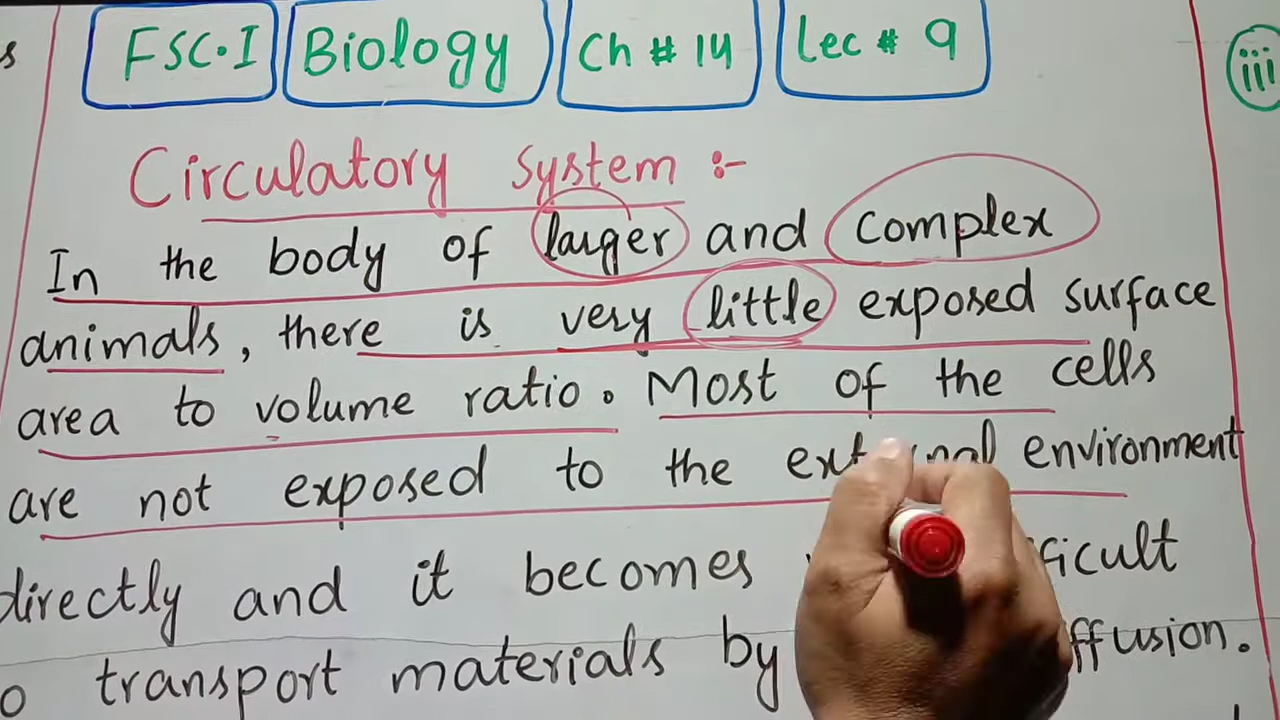 s
FSC.I Biology Ch # 14 Lec # 9
iii
Circulatory System :-
In the body of larger and complex
animals, there is very little exposed surface
area to volume ratio. Most of the cells
are not exposed to the environment
directly and it becomes
transport materials by